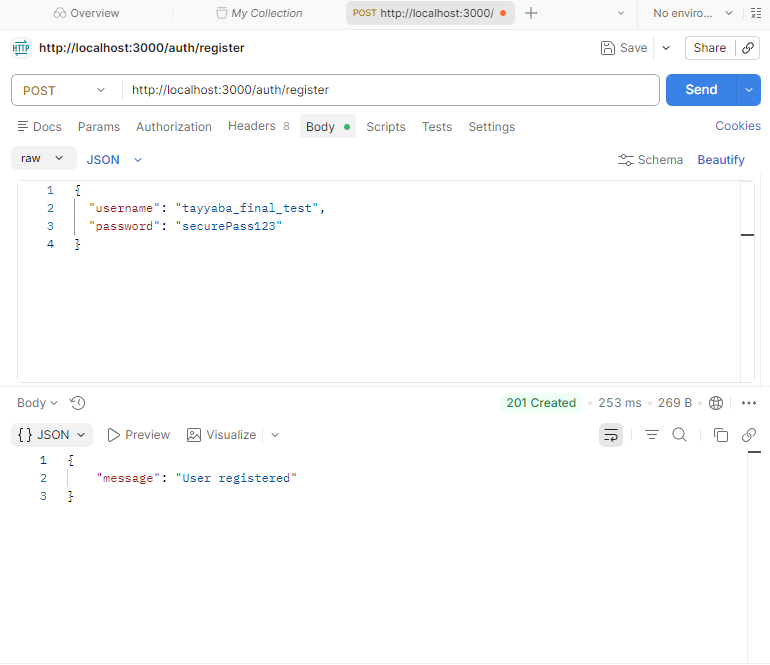 Overview My Collection POST http://localhost:3000/ No enviro...
HTTP http://localhost:3000/auth/register Save Share
POST http://localhost:3000/auth/register Send
Docs Params Authorization Headers 8 Body Scripts Tests Settings Cookies
raw JSON Schema Beautify
1 {
2 "username": "tayyaba_final_test",
3 "password": "securePass123"
4 }
Body 201 Created 253 ms 269 B
{} JSON Preview Visualize
1 {
2 "message": "User registered"
3 }